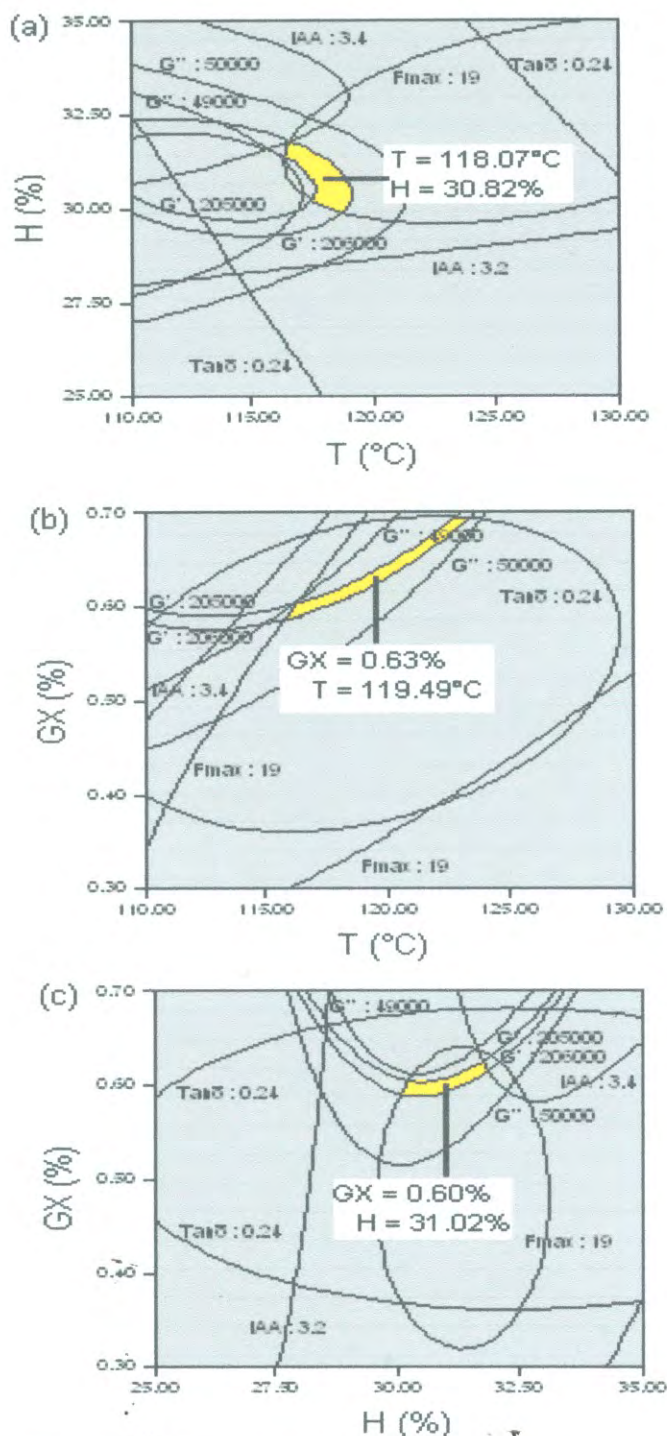 (a)
35.00
IAA : 3.4
G'' : 50000
Fmax : 19
Tanδ : 0.24
G'' : 49000
32.50
T = 118.07°C
H = 30.82%
H (%)
30.00
G' : 205000
G' : 206000
IAA : 3.2
27.50
Tanδ : 0.24
25.00
110.00 115.00 120.00 125.00 130.00
T (°C)
(b)
0.70
G'' : 49000
G'' : 50000
G' : 205000
Tanδ : 0.24
0.60
G' : 206000
GX = 0.63%
T = 119.49°C
IAA : 3.4
GX (%)
0.50
Fmax : 19
0.40
Fmax : 19
0.30
110.00 115.00 120.00 125.00 130.00
T (°C)
(c)
0.70
G'' : 49000
G' : 205000
G' : 206000
0.60
Tanδ : 0.24
IAA : 3.4
G'' : 50000
GX (%)
0.50
GX = 0.60%
H = 31.02%
Tanδ : 0.24
Fmax : 19
0.40
IAA : 3.2
0.30
25.00 27.50 30.00 32.50 35.00
H (%)